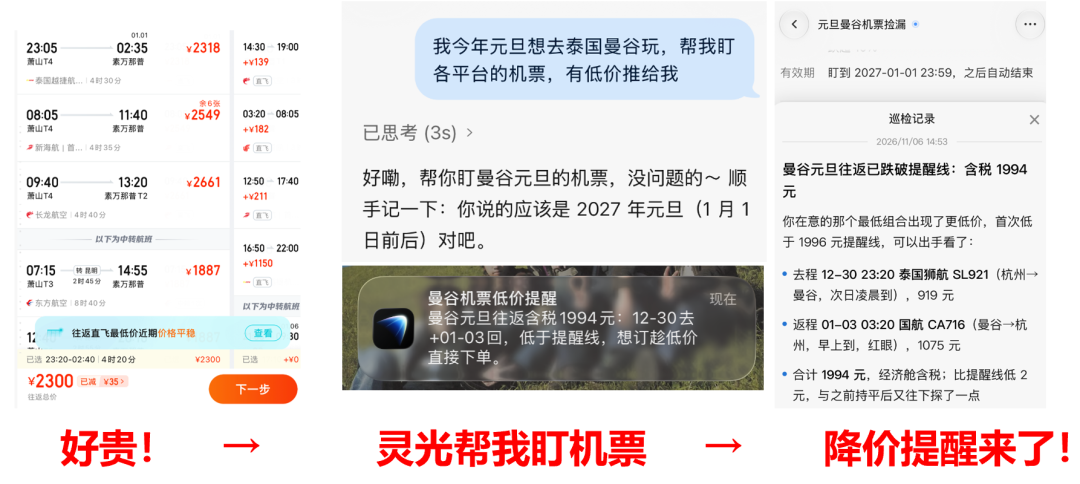 01.01
23:05 02:35 ¥2318
萧山T4 素万那普
泰国越捷航... | 4时30分
余6张
08:05 11:40 ¥2549
萧山T4 素万那普
新海航 | 首... | 4时35分
09:40 13:20 ¥2661
萧山T4 素万那普T2
长龙航空 | 4时40分
以下为中转航班
07:15 转 昆明 14:55 ¥1887
萧山T3 2时45分 素万那普
东方航空 | 8时40分
往返直飞最低价近期价格平稳 查看
已选 23:20-02:40 | 4时20分 ¥2300
¥2300 已减 ¥35 >
往返总价
下一步
14:30 19:00
+¥139
直飞
03:20 08:05
+¥182
直飞
12:50 17:40
+¥211
直飞
16:50 22:00
+¥1150
直飞
以下为中转航班
已选 +¥0
我今年元旦想去泰国曼谷玩，帮我盯
各平台的机票，有低价推给我
已思考 (3s) >
好嘞，帮你盯曼谷元旦的机票，没问题的～ 顺
手记一下：你说的应该是 2027 年元旦（1 月 1
日前后）对吧。
曼谷机票低价提醒 现在
曼谷元旦往返含税1994元：12-30去
+01-03回，低于提醒线，想订趁低价
直接下单。
元旦曼谷机票捡漏
有效期 盯到 2027-01-01 23:59，之后自动结束
巡检记录
2026/11/06 14:53
曼谷元旦往返已跌破提醒线：含税 1994
元
你在意的那个最低组合出现了更低价，首次低
于 1996 元提醒线，可以出手看了：
• 去程 12-30 23:20 泰国狮航 SL921（杭州→
曼谷，次日凌晨到），919 元
• 返程 01-03 03:20 国航 CA716（曼谷→杭
州，早上到，红眼），1075 元
• 合计 1994 元，经济舱含税；比提醒线低 2
元，与之前持平后又往下探了一点
好贵！ → 灵光帮我盯机票 → 降价提醒来了！